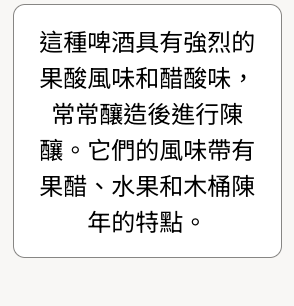 這種啤酒具有強烈的
果酸風味和醋酸味，
常常釀造後進行陳
釀。它們的風味帶有
果醋、水果和木桶陳
年的特點。